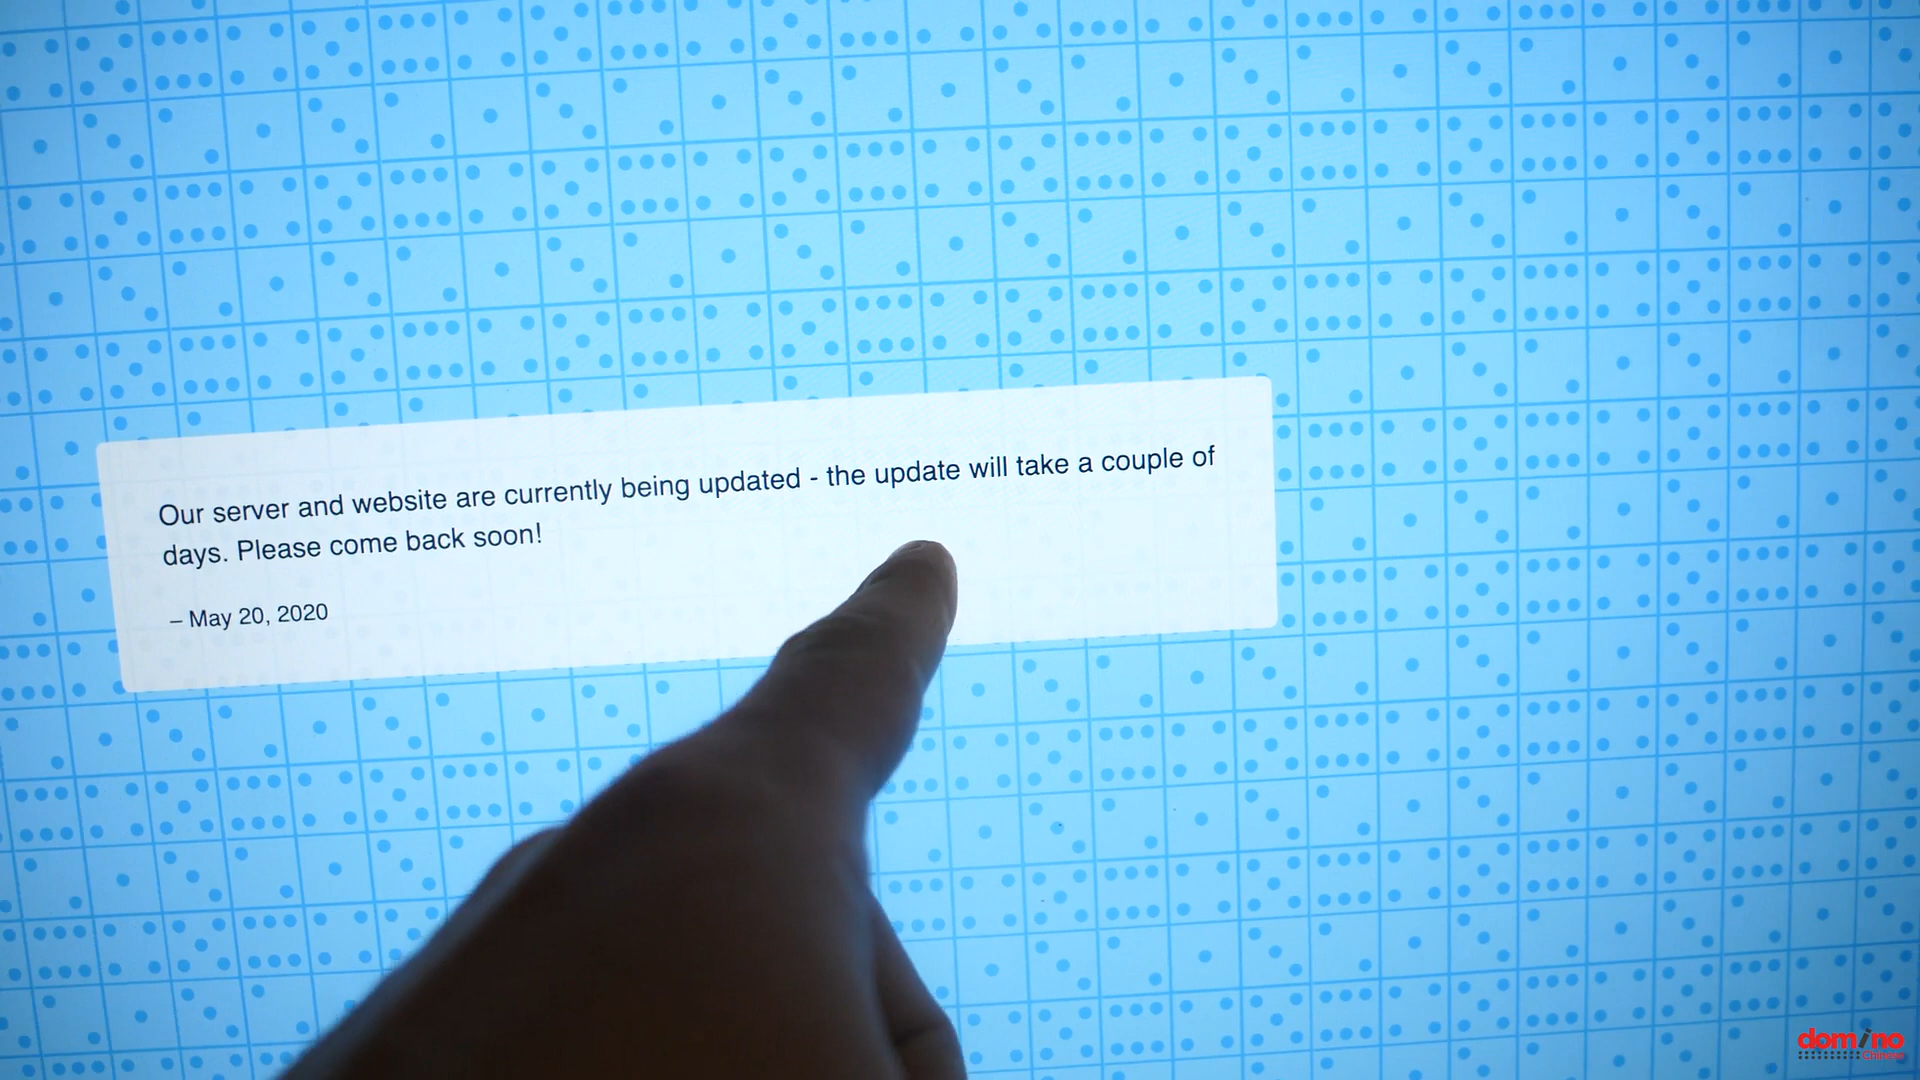 Our server and website are currently being updated - the update will take a couple of
days. Please come back soon!
– May 20, 2020
domino
Chinese